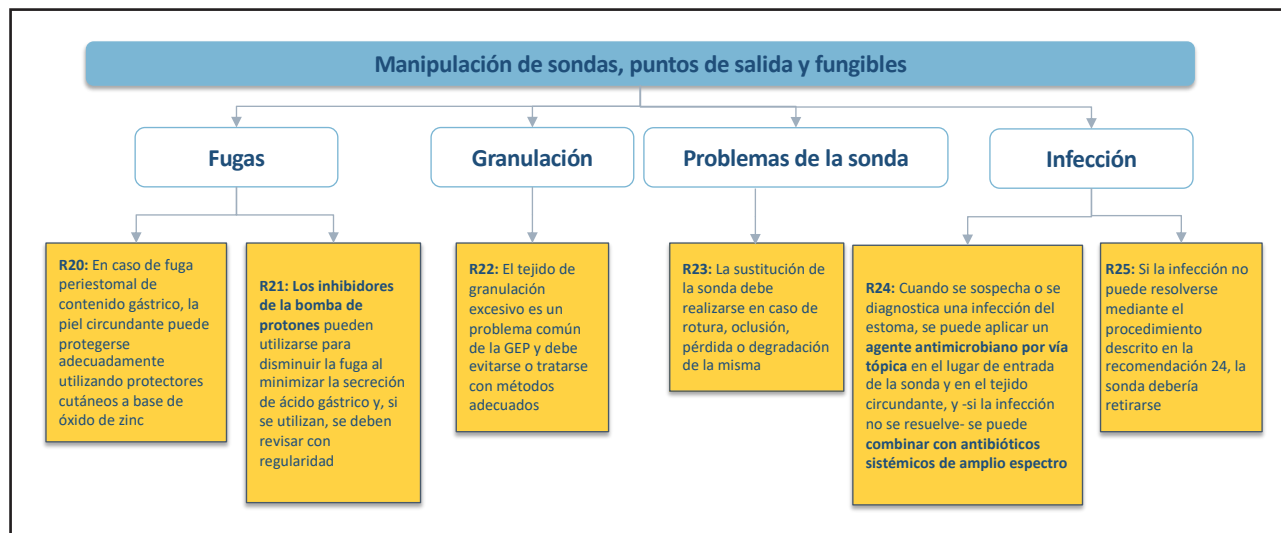 Manipulación de sondas, puntos de salida y fungibles
Fugas
Granulación
Problemas de la sonda
Infección
R20: En caso de fuga
periestomal de
contenido gástrico, la
piel circundante puede
protegerse
adecuadamente
utilizando protectores
cutáneos a base de
óxido de zinc
R21: Los inhibidores
de la bomba de
protones pueden
utilizarse para
disminuir la fuga al
minimizar la secreción
de ácido gástrico y, si
se utilizan, se deben
revisar con
regularidad
R22: El tejido de
granulación
excesivo es un
problema común
de la GEP y debe
evitarse o tratarse
con métodos
adecuados
R23: La sustitución de
la sonda debe
realizarse en caso de
rotura, oclusión,
pérdida o degradación
de la misma
R24: Cuando se sospecha o se
diagnostica una infección del
estoma, se puede aplicar un
agente antimicrobiano por vía
tópica en el lugar de entrada
de la sonda y en el tejido
circundante, y -si la infección
no se resuelve- se puede
combinar con antibióticos
sistémicos de amplio espectro
R25: Si la infección no
puede resolverse
mediante el
procedimiento
descrito en la
recomendación 24, la
sonda debería
retirarse